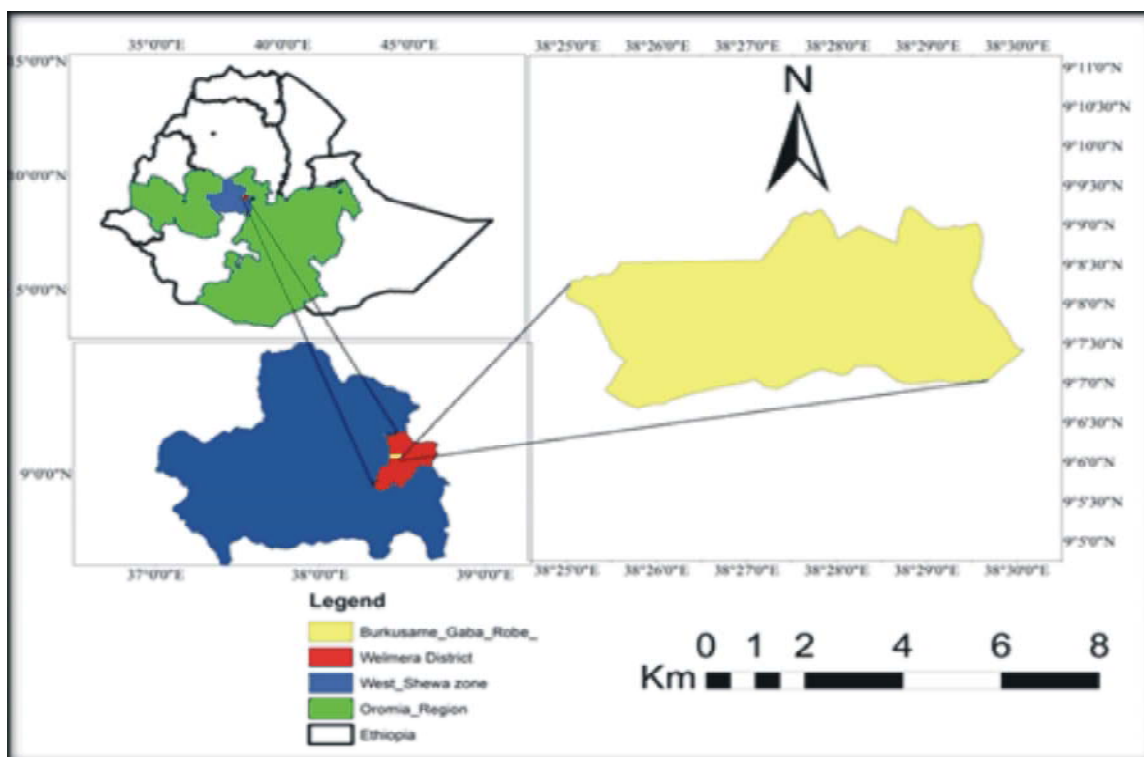 35°0'0"E 40°0'0"E 45°0'0"E 38°25'0"E 38°26'0"E 38°27'0"E 38°28'0"E 38°29'0"E 38°30'0"E
15°0'0"N
10°0'0"N
5°0'0"N
N
9°11'0"N
9°10'30"N
9°10'0"N
9°9'30"N
9°9'0"N
9°8'30"N
9°8'0"N
9°7'30"N
9°7'0"N
9°6'30"N
9°6'0"N
9°5'30"N
9°5'0"N
9°0'0"N
37°0'0"E 38°0'0"E 39°0'0"E 38°25'0"E 38°26'0"E 38°27'0"E 38°28'0"E 38°29'0"E 38°30'0"E
Legend
Burkusame_Gaba_Robe_
Welmera District
West_Shewa zone
Oromia_Region
Ethiopia
0 1 2 4 6 8
Km